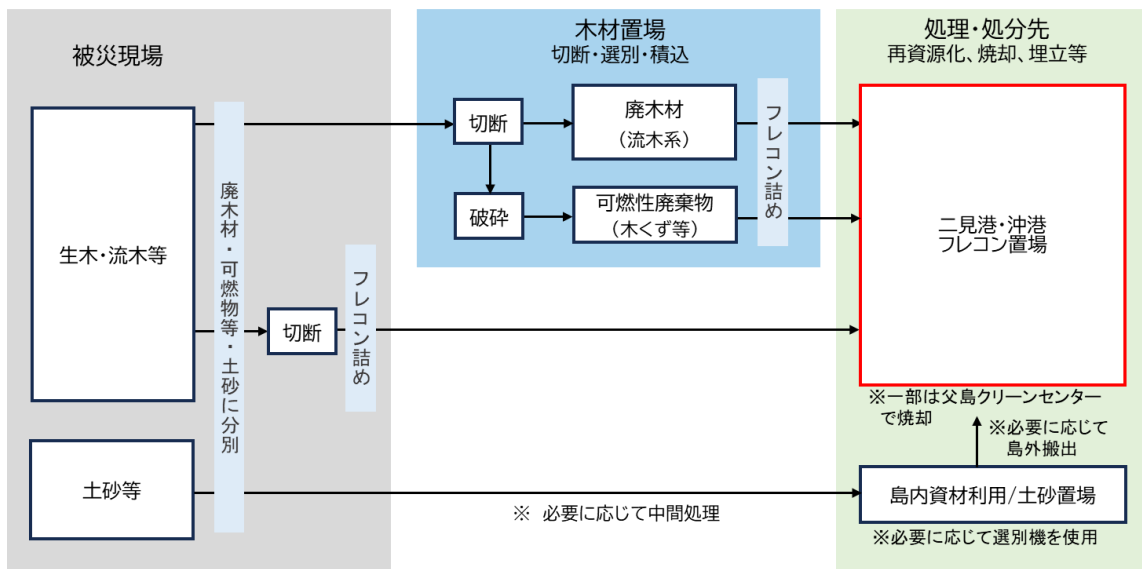 被災現場
生木・流木等
土砂等
廃木材・可燃物等・土砂に分別
切断
フレコン詰め
木材置場
切断・選別・積込
切断
廃木材
（流木系）
破砕
可燃性廃棄物
（木くず等）
フレコン詰め
※ 必要に応じて中間処理
処理・処分先
再資源化、焼却、埋立等
二見港・沖港
フレコン置場
※一部は父島クリーンセンター
で焼却
※必要に応じて
島外搬出
島内資材利用/土砂置場
※必要に応じて選別機を使用